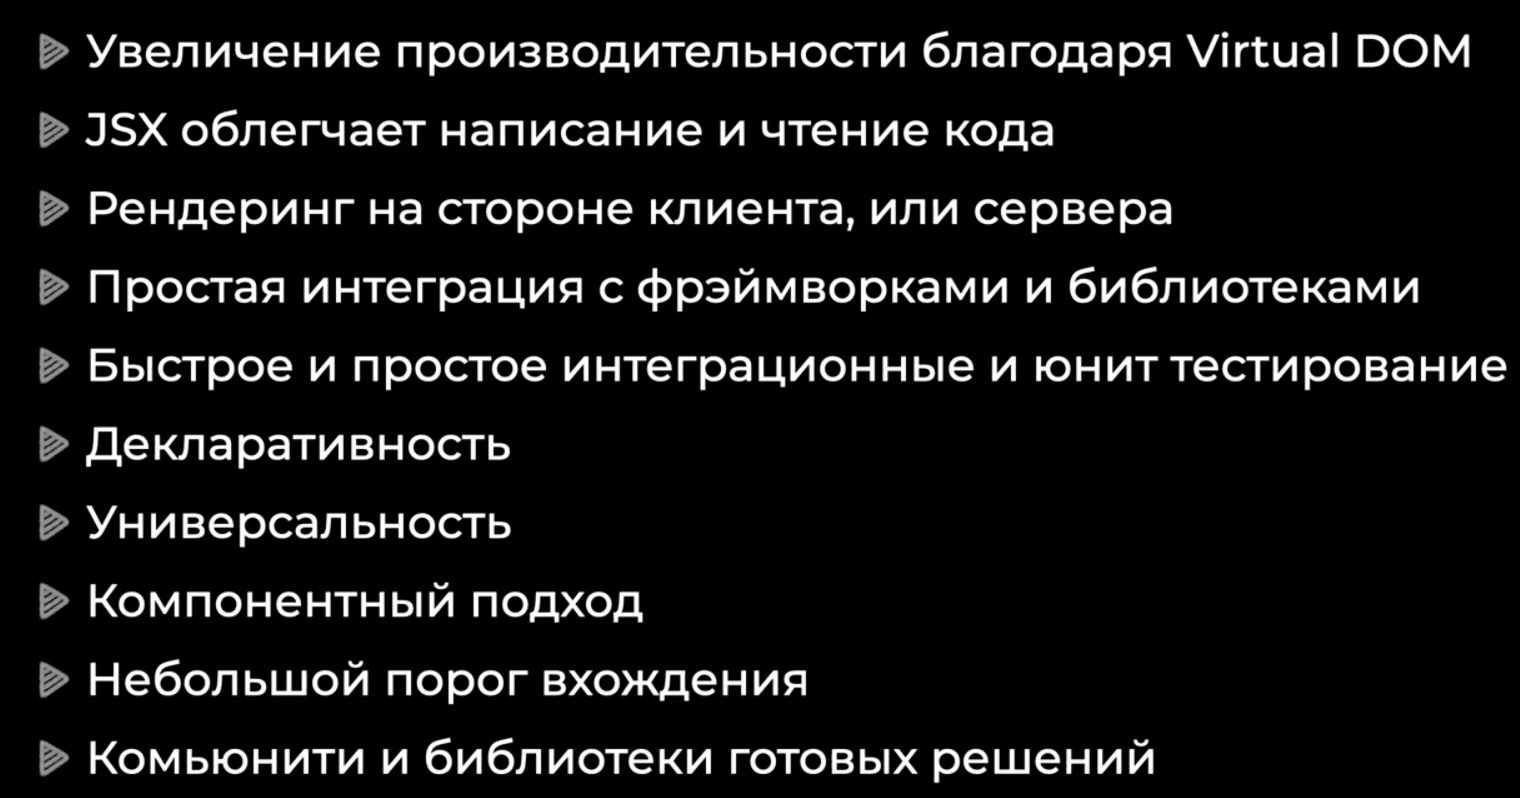 Увеличение производительности благодаря Virtual DOM
JSX облегчает написание и чтение кода
Рендеринг на стороне клиента, или сервера
Простая интеграция с фрэймворками и библиотеками
Быстрое и простое интеграционные и юнит тестирование
Декларативность
Универсальность
Компонентный подход
Небольшой порог вхождения
Комьюнити и библиотеки готовых решений